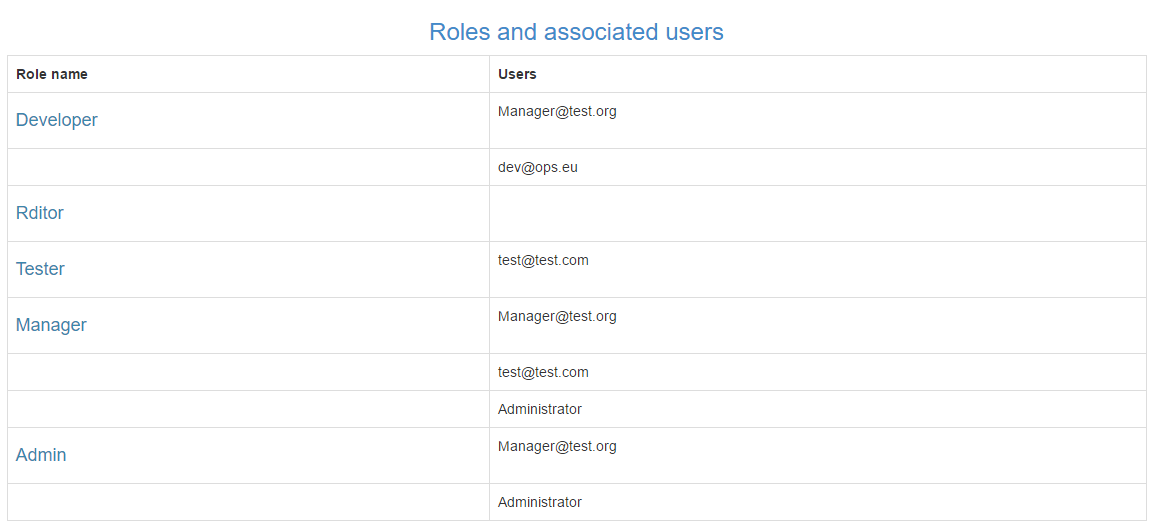 Roles and associated users
Role name Users
Developer Manager@test.org
dev@ops.eu
Rditor
Tester test@test.com
Manager Manager@test.org
test@test.com
Administrator
Admin Manager@test.org
Administrator